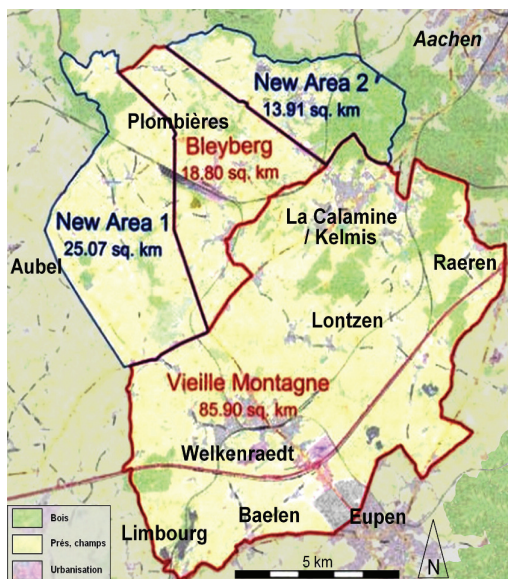 Aachen
New Area 2
13.91 sq. km
Plombières
Bleyberg
18.80 sq. km
La Calamine
/ Kelmis
New Area 1
25.07 sq. km
Aubel
Raeren
Lontzen
Vieille Montagne
85.90 sq. km
Welkenraedt
Baelen
Eupen
Limbourg
Bois
Près, champs
Urbanisation
5 km
N